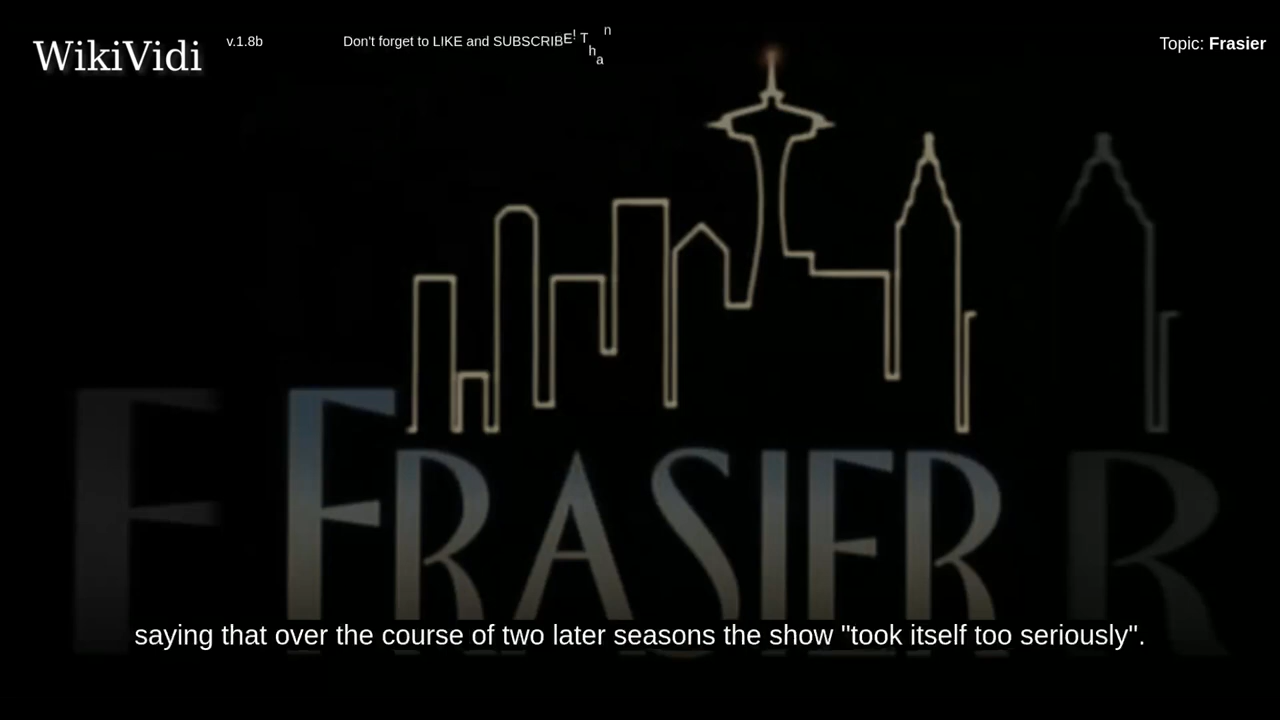 WikiVidi
v.1.8b
Don't forget to LIKE and SUBSCRIBE! Than
Topic: Frasier
F FRASIER R
saying that over the course of two later seasons the show "took itself too seriously".